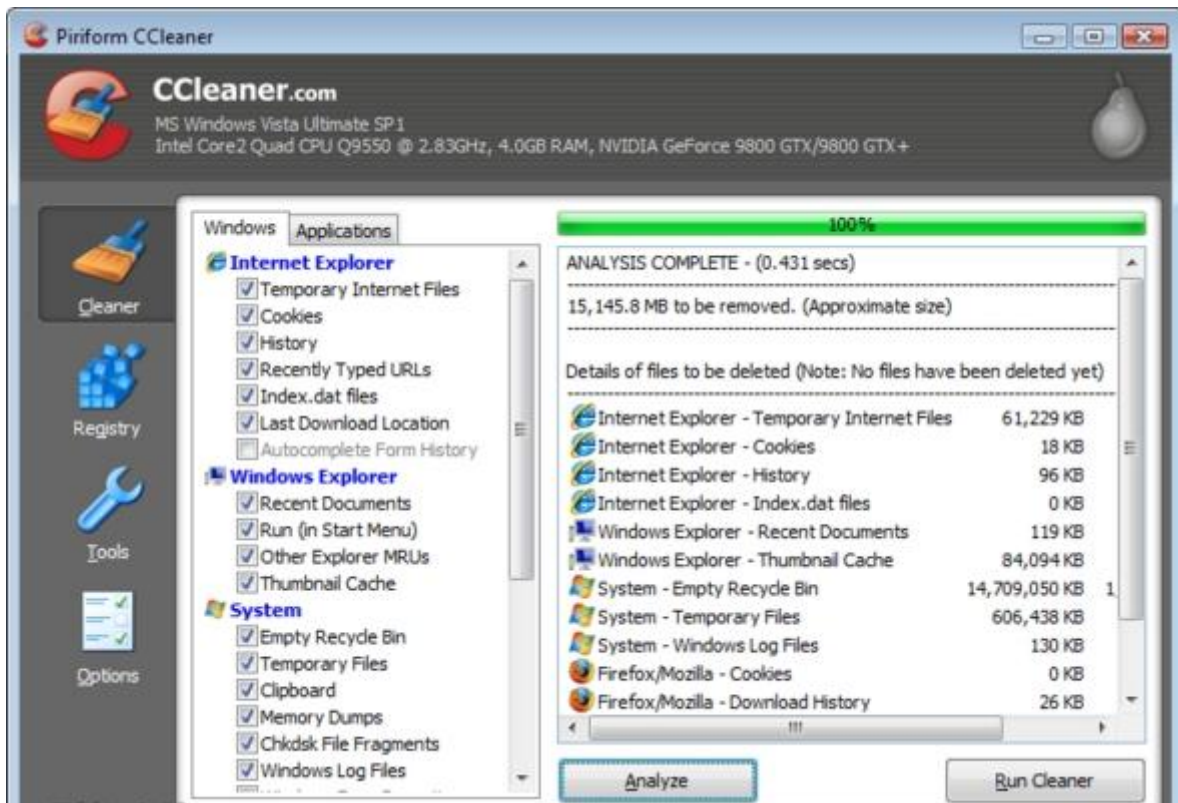 Piriform CCleaner
CCleaner.com
MS Windows Vista Ultimate SP1
Intel Core2 Quad CPU Q9550 @ 2.83GHz, 4.0GB RAM, NVIDIA GeForce 9800 GTX/9800 GTX+
Cleaner
Registry
Tools
Options
Windows
Applications
Internet Explorer
Temporary Internet Files
Cookies
History
Recently Typed URLs
Index.dat files
Last Download Location
Autocomplete Form History
Windows Explorer
Recent Documents
Run (in Start Menu)
Other Explorer MRUs
Thumbnail Cache
System
Empty Recycle Bin
Temporary Files
Clipboard
Memory Dumps
Chkdsk File Fragments
Windows Log Files
100%
ANALYSIS COMPLETE - (0.431 secs)
15,145.8 MB to be removed. (Approximate size)
Details of files to be deleted (Note: No files have been deleted yet)
Internet Explorer - Temporary Internet Files 61,229 KB
Internet Explorer - Cookies 18 KB
Internet Explorer - History 96 KB
Internet Explorer - Index.dat files 0 KB
Windows Explorer - Recent Documents 119 KB
Windows Explorer - Thumbnail Cache 84,094 KB
System - Empty Recycle Bin 14,709,050 KB 1
System - Temporary Files 606,438 KB
System - Windows Log Files 130 KB
Firefox/Mozilla - Cookies 0 KB
Firefox/Mozilla - Download History 26 KB
Analyze
Run Cleaner